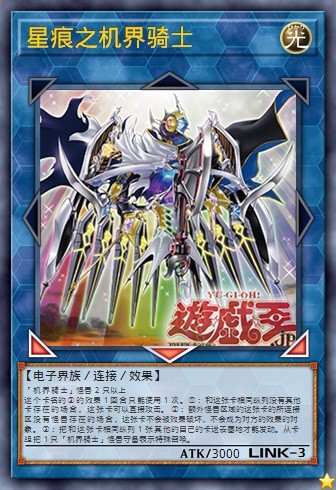 星痕之机界骑士
光
YU-GI-OH!
遊戯王
.JP
【电子界族/连接/效果】
「机界骑士」怪兽2只以上
这个卡名的③的效果1回合只能使用1次。①：和这张卡相同纵列没有其他
卡存在的场合，这张卡可以直接攻击。②：额外怪兽区域的这张卡的所连接
区没有怪兽存在的场合，这张卡不会被效果破坏，不会成为对方的效果的对
象。③：把和这张卡相同纵列1张其他的自己的卡送去墓地才能发动。从卡
组把1只「机界骑士」怪兽守备表示特殊召唤。
ATK/3000 LINK-3